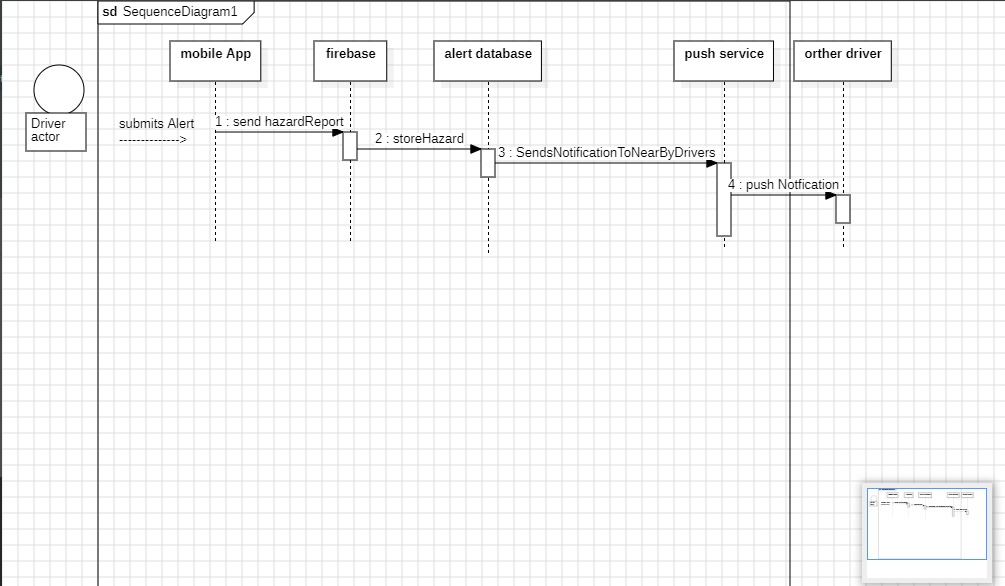 sd SequenceDiagram1
mobile App
firebase
alert database
push service
orther driver
Driver
actor
submits Alert
-------------->
1 : send hazardReport
2 : storeHazard
3 : SendsNotificationToNearByDrivers
4 : push Notfication